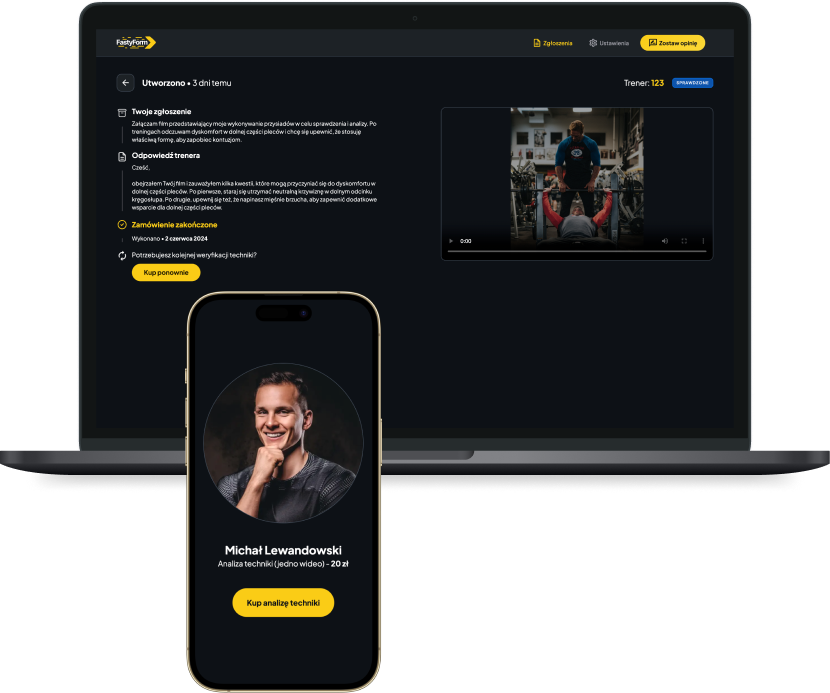 FastyForm
Zgłoszenia
Ustawienia
Zostaw opinię
Utworzono • 3 dni temu
Trener: 123
SPRAWDZONE
Twoje zgłoszenie
Załączam film przedstawiający moje wykonywanie przysiadów w celu sprawdzenia i analizy. Po
treningach odczuwam dyskomfort w dolnej części pleców i chcę się upewnić, że stosuję
właściwą formę, aby zapobiec kontuzjom.
Odpowiedź trenera
Cześć,
obejrzałem Twój film i zauważyłem kilka kwestii, które mogą przyczyniać się do dyskomfortu w
dolnej części pleców. Po pierwsze, staraj się utrzymać neutralną krzywiznę w dolnym odcinku
kręgosłupa. Po drugie, upewnij się też, że napinasz mięśnie brzucha, aby zapewnić dodatkowe
wsparcie dla dolnej części pleców.
Zamówienie zakończone
Wykonano • 2 czerwca 2024
Potrzebujesz kolejnej weryfikacji techniki?
Kup ponownie
0:00
Michał Lewandowski
Analiza techniki (jedno wideo) - 20 zł
Kup analizę techniki